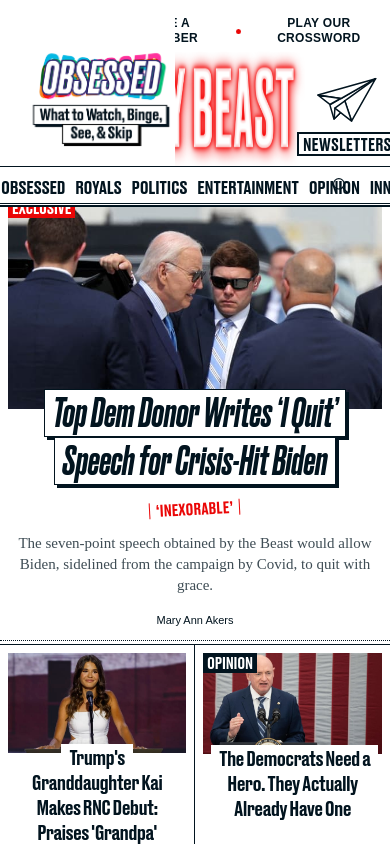 E A
BER
PLAY OUR
CROSSWORD
OBSESSED
What to Watch, Binge,
See, & Skip
Y BEAST
NEWSLETTERS
OBSESSED ROYALS POLITICS ENTERTAINMENT OPINION INN
EXCLUSIVE
Top Dem Donor Writes ‘I Quit’
Speech for Crisis-Hit Biden
‘INEXORABLE’
The seven-point speech obtained by the Beast would allow
Biden, sidelined from the campaign by Covid, to quit with
grace.
Mary Ann Akers
Trump's
Granddaughter Kai
Makes RNC Debut:
Praises 'Grandpa'
OPINION
The Democrats Need a
Hero. They Actually
Already Have One